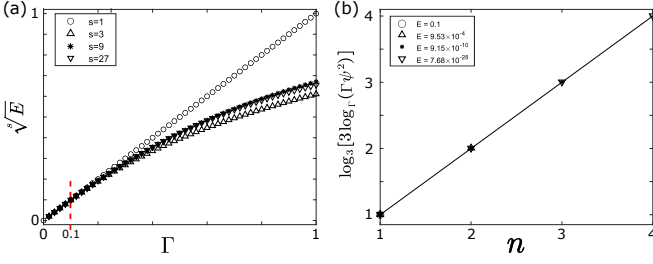 (a)
1
○ s=1
△ s=3
✱ s=9
▽ s=27
ˢ√E
0
0 0.1 1
Γ
(b)
4
○ E = 0.1
△ E = 9.53×10⁻⁴
• E = 9.15×10⁻¹⁰
▽ E = 7.68×10⁻²⁸
log₃[3log_Γ(Γψ²)]
3
2
1
1 2 3 4
n